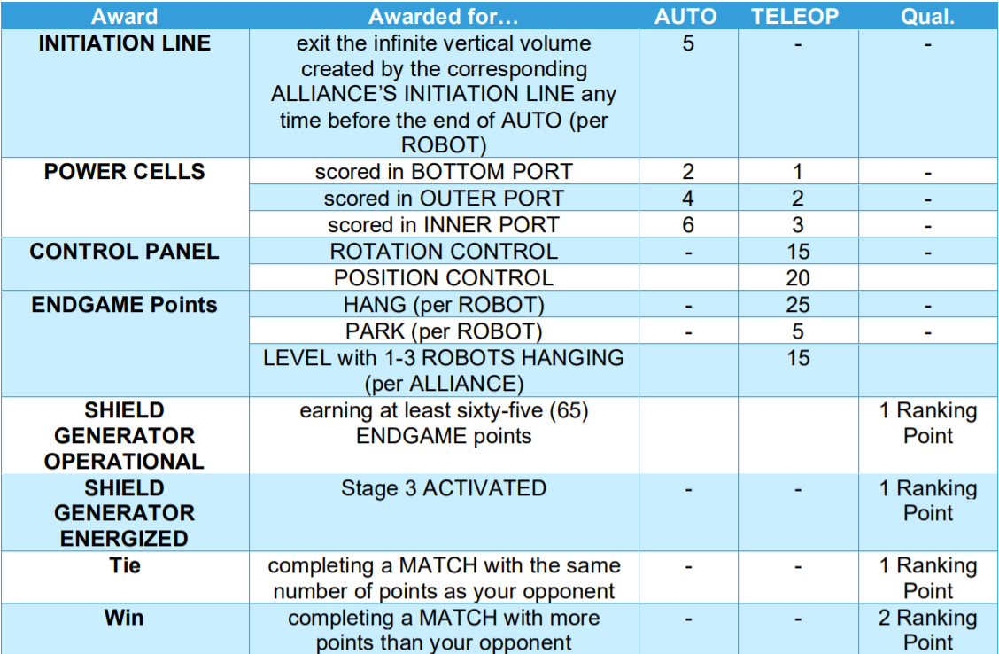 Award Awarded for… AUTO TELEOP Qual.
INITIATION LINE exit the infinite vertical volume 5 - -
created by the corresponding
ALLIANCE’S INITIATION LINE any
time before the end of AUTO (per
ROBOT)
POWER CELLS scored in BOTTOM PORT 2 1 -
scored in OUTER PORT 4 2 -
scored in INNER PORT 6 3 -
CONTROL PANEL ROTATION CONTROL - 15 -
POSITION CONTROL 20
ENDGAME Points HANG (per ROBOT) - 25 -
PARK (per ROBOT) - 5 -
LEVEL with 1-3 ROBOTS HANGING 15
(per ALLIANCE)
SHIELD earning at least sixty-five (65) 1 Ranking
GENERATOR ENDGAME points Point
OPERATIONAL
SHIELD Stage 3 ACTIVATED - - 1 Ranking
GENERATOR Point
ENERGIZED
Tie completing a MATCH with the same - - 1 Ranking
number of points as your opponent Point
Win completing a MATCH with more - - 2 Ranking
points than your opponent Point